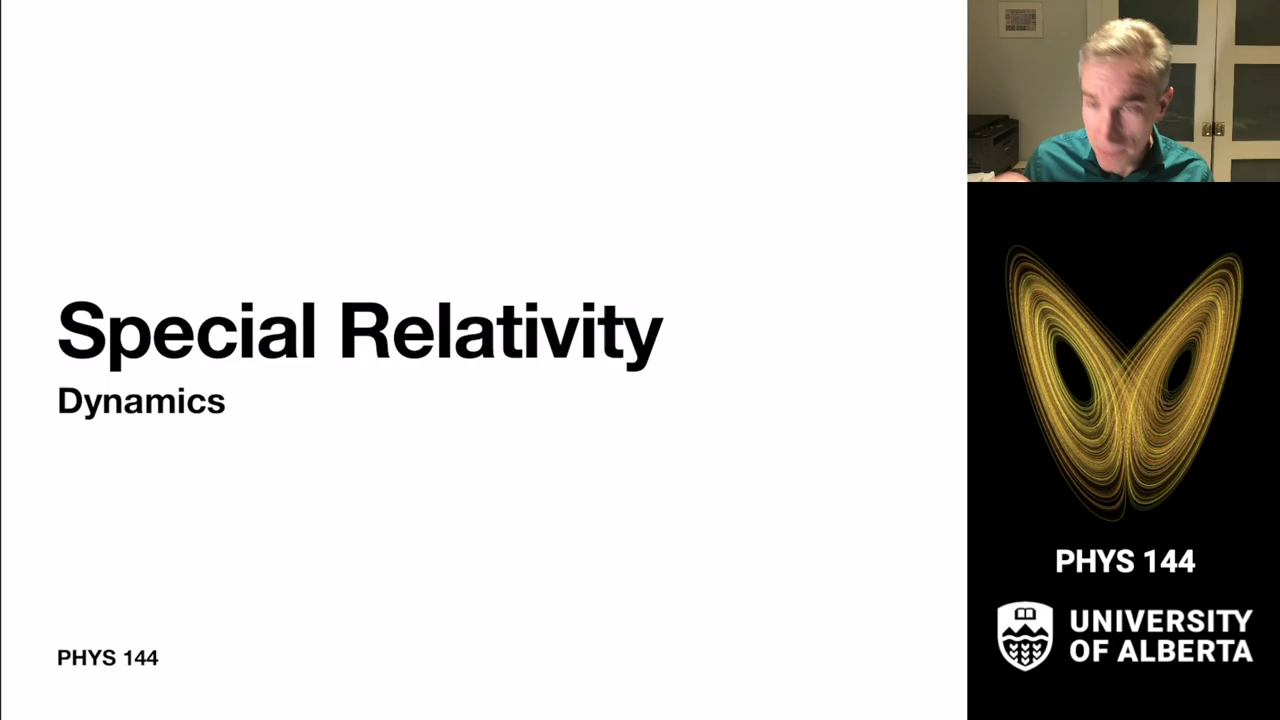 Special Relativity
Dynamics
PHYS 144
PHYS 144
UNIVERSITY
OF ALBERTA